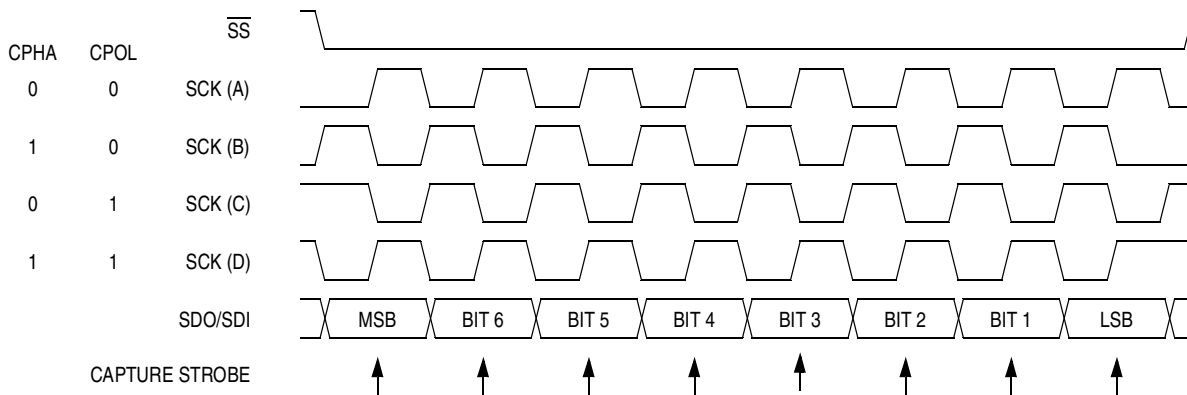 S̅S̅
CPHA CPOL
0 0 SCK (A)
1 0 SCK (B)
0 1 SCK (C)
1 1 SCK (D)
SDO/SDI MSB BIT 6 BIT 5 BIT 4 BIT 3 BIT 2 BIT 1 LSB
CAPTURE STROBE